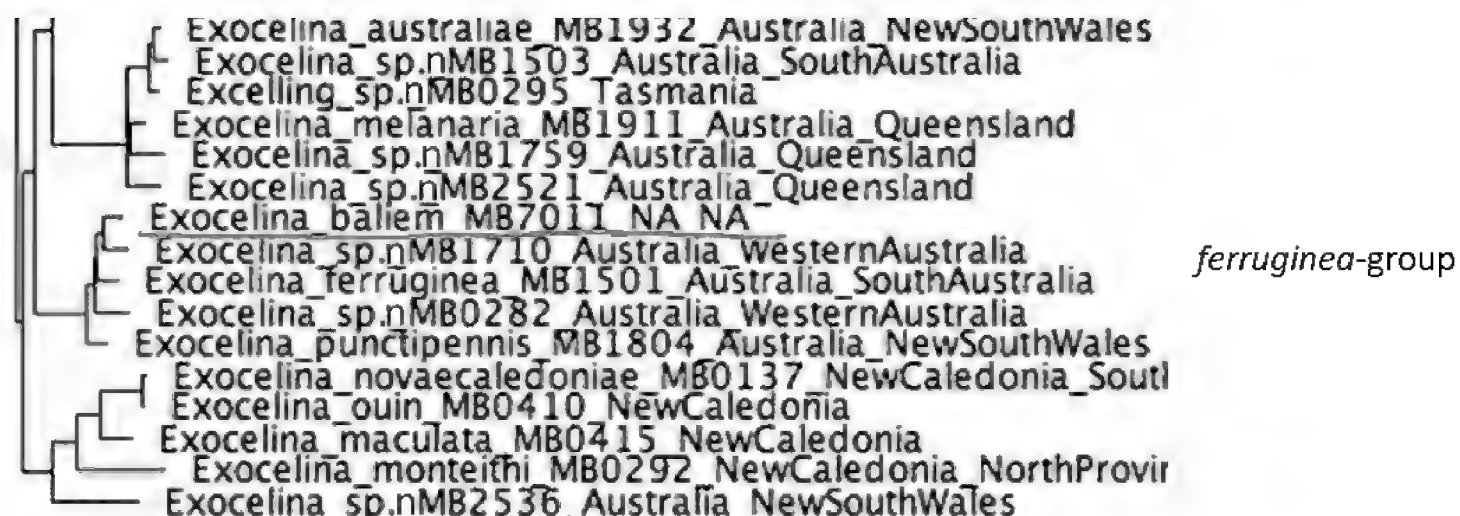 Exocelina_australiae_MB1932_Australia_NewSouthWales
Exocelina_sp.nMB1503_Australia_SouthAustralia
Excelling_sp.nMB0295_Tasmania
Exocelina_melanaria_MB1911_Australia_Queensland
Exocelina_sp.nMB1759_Australia_Queensland
Exocelina_sp.nMB2521_Australia_Queensland
Exocelina_baliem_MB7011_NA_NA
Exocelina_sp.nMB1710_Australia_WesternAustralia
ferruginea-group
Exocelina_ferruginea_MB1501_Australia_SouthAustralia
Exocelina_sp.nMB0282_Australia_WesternAustralia
Exocelina_punctipennis_MB1804_Australia_NewSouthWales
Exocelina_novaecaledoniae_MB0137_NewCaledonia_Soutl
Exocelina_ouin_MB0410_NewCaledonia
Exocelina_maculata_MB0415_NewCaledonia
Exocelina_monteithi_MB0292_NewCaledonia_NorthProvir
Exocelina_sp.nMB2536_Australia_NewSouthWales